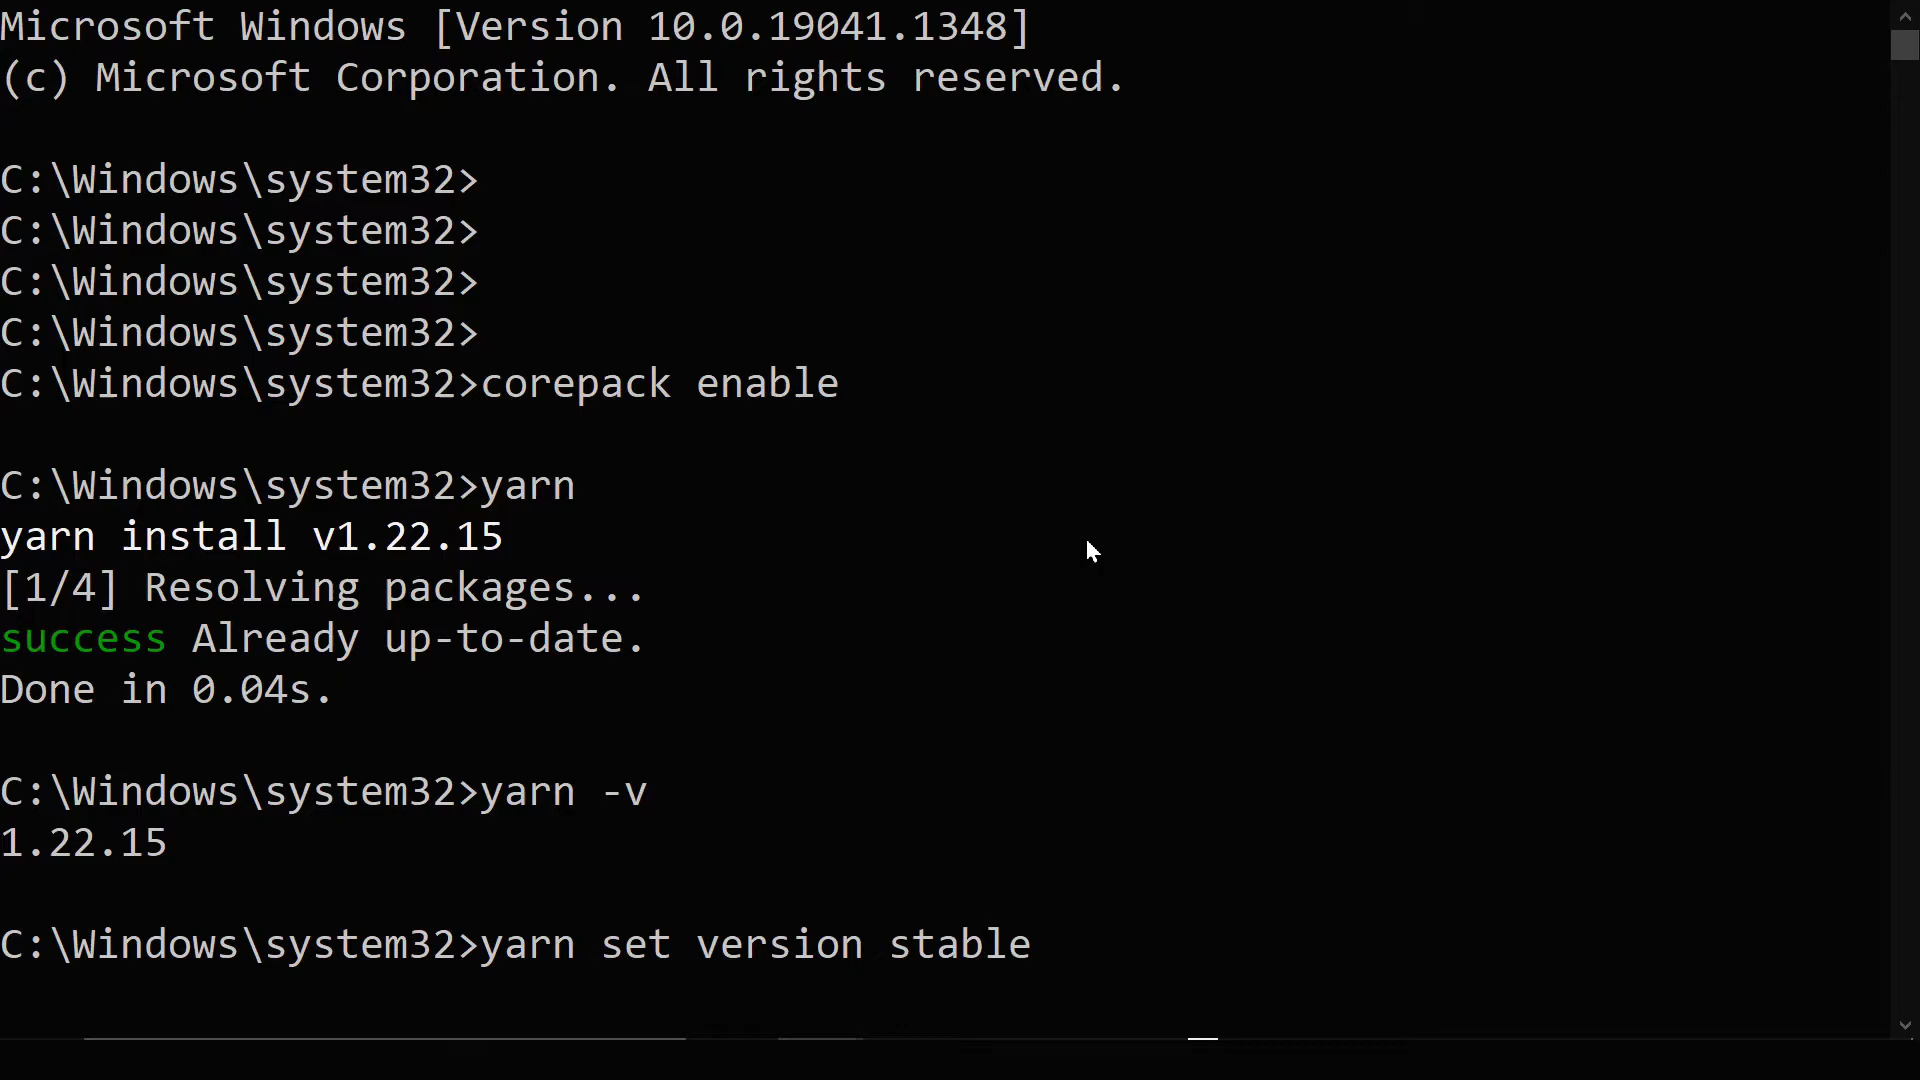 Microsoft Windows [Version 10.0.19041.1348]
(c) Microsoft Corporation. All rights reserved.
C:\Windows\system32>
C:\Windows\system32>
C:\Windows\system32>
C:\Windows\system32>
C:\Windows\system32>corepack enable
C:\Windows\system32>yarn
yarn install v1.22.15
[1/4] Resolving packages...
success Already up-to-date.
Done in 0.04s.
C:\Windows\system32>yarn -v
1.22.15
C:\Windows\system32>yarn set version stable